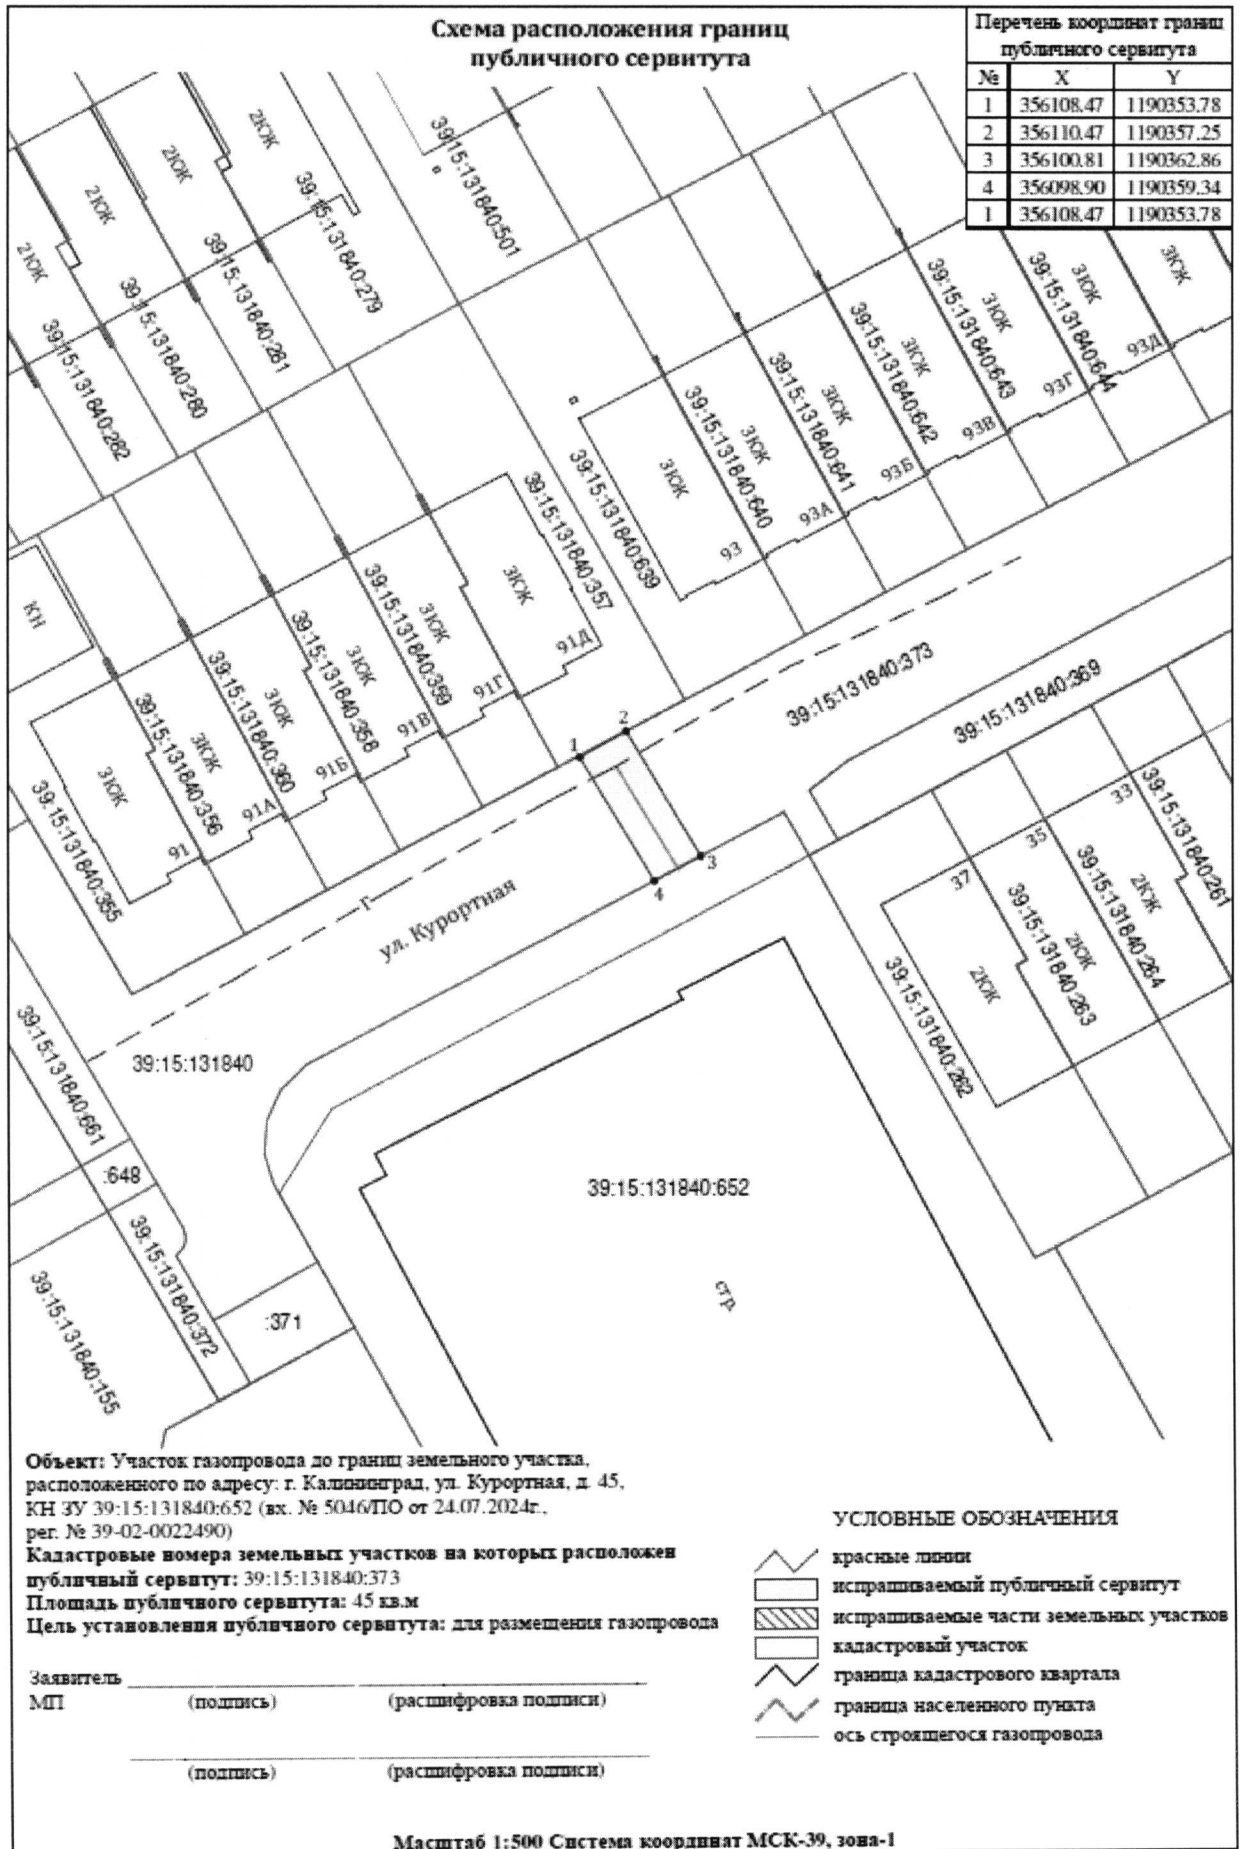 Схема расположения границ
публичного сервитута
Перечень координат границ
публичного сервитута
№ X Y
1 356108.47 1190353.78
2 356110.47 1190357.25
3 356100.81 1190362.86
4 356098.90 1190359.34
1 356108.47 1190353.78
2КЖ
2КЖ
2КЖ
2КЖ
39:15:131840:501
39:15:131840:279
39:15:131840:281
39:15:131840:280
39:15:131840:282
3КЖ
3КЖ
3КЖ
3КЖ
3КЖ
3КЖ
3КЖ
39:15:131840:644
39:15:131840:643
39:15:131840:642
39:15:131840:641
39:15:131840:640
39:15:131840:639
93Д
93Г
93В
93Б
93А
93
39:15:131840:357
3КЖ
39:15:131840:359
3КЖ
39:15:131840:358
3КЖ
39:15:131840:360
3КЖ
39:15:131840:356
3КЖ
39:15:131840:355
3КЖ
КН
91Д
91Г
91В
91Б
91А
91
1
2
3
4
Г
ул. Курортная
39:15:131840:373
39:15:131840:369
33
35
37
39:15:131840:261
39:15:131840:264
2КЖ
39:15:131840:263
2КЖ
39:15:131840:262
2КЖ
39:15:131840
39:15:131840:661
:648
39:15:131840:372
39:15:131840:155
:371
39:15:131840:652
стр.
Объект: Участок газопровода до границ земельного участка,
расположенного по адресу: г. Калининград, ул. Курортная, д. 45,
КН ЗУ 39:15:131840:652 (вх. № 5046/ПО от 24.07.2024г.,
рег. № 39-02-0022490)
Кадастровые номера земельных участков на которых расположен
публичный сервитут: 39:15:131840:373
Площадь публичного сервитута: 45 кв.м
Цель установления публичного сервитута: для размещения газопровода
Заявитель
МП (подпись) (расшифровка подписи)
(подпись) (расшифровка подписи)
УСЛОВНЫЕ ОБОЗНАЧЕНИЯ
красные линии
испрашиваемый публичный сервитут
испрашиваемые части земельных участков
кадастровый участок
граница кадастрового квартала
граница населенного пункта
ось строящегося газопровода
Масштаб 1:500 Система координат МСК-39, зона-1